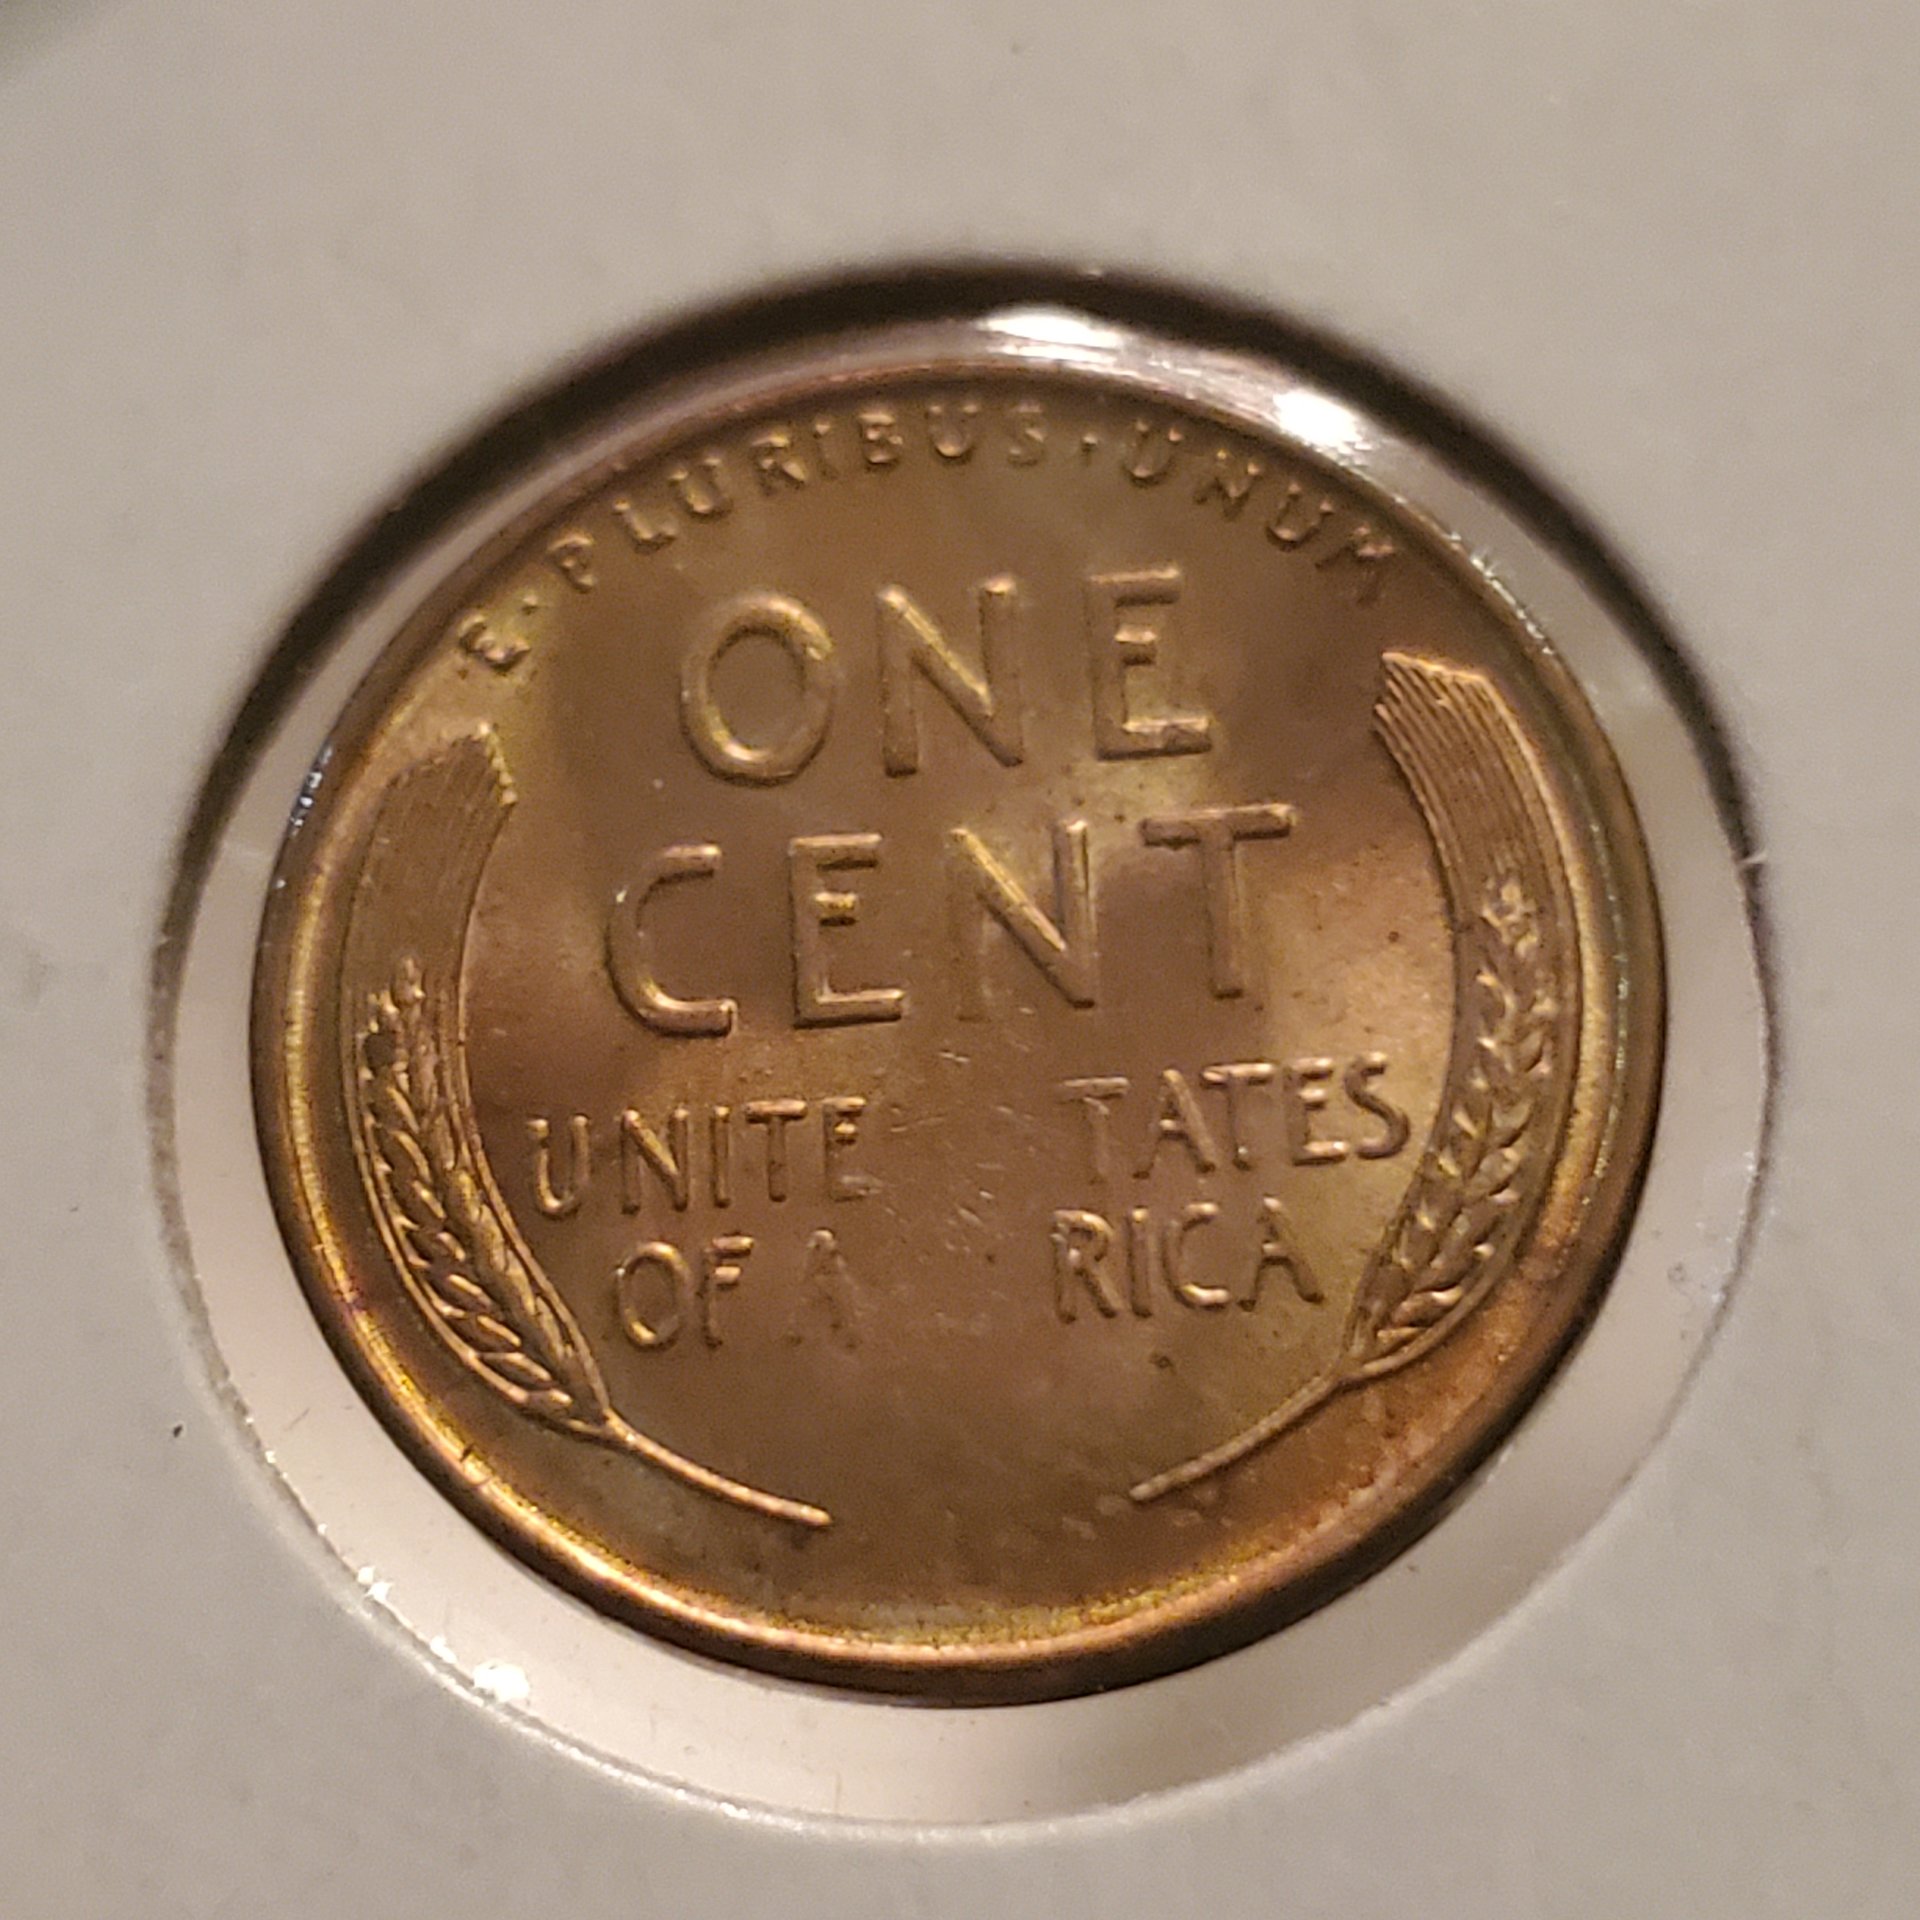 E·PLURIBUS·UNUM
ONE
CENT
UNITE TATES
OF A RICA